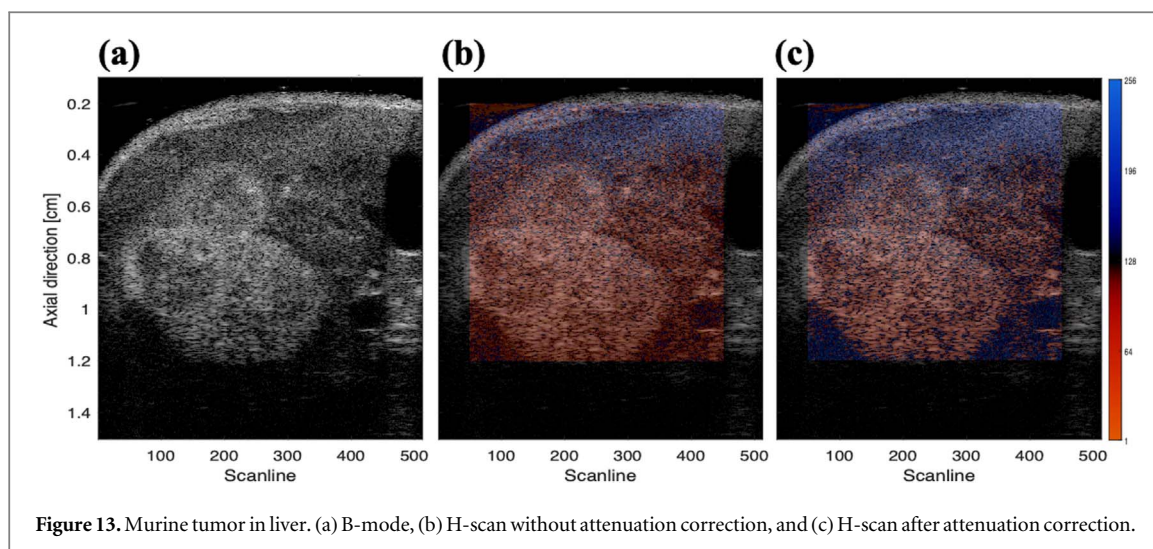 (a)
(b)
(c)
Axial direction [cm]
0.2
0.4
0.6
0.8
1
1.2
1.4
100 200 300 400 500
Scanline
100 200 300 400 500
Scanline
100 200 300 400 500
Scanline
256
196
128
64
1
Figure 13. Murine tumor in liver. (a) B-mode, (b) H-scan without attenuation correction, and (c) H-scan after attenuation correction.